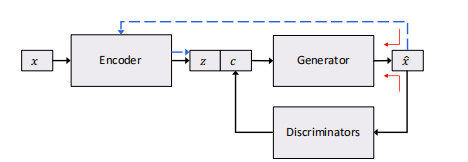 x
Encoder
z
c
Generator
x̂
Discriminators